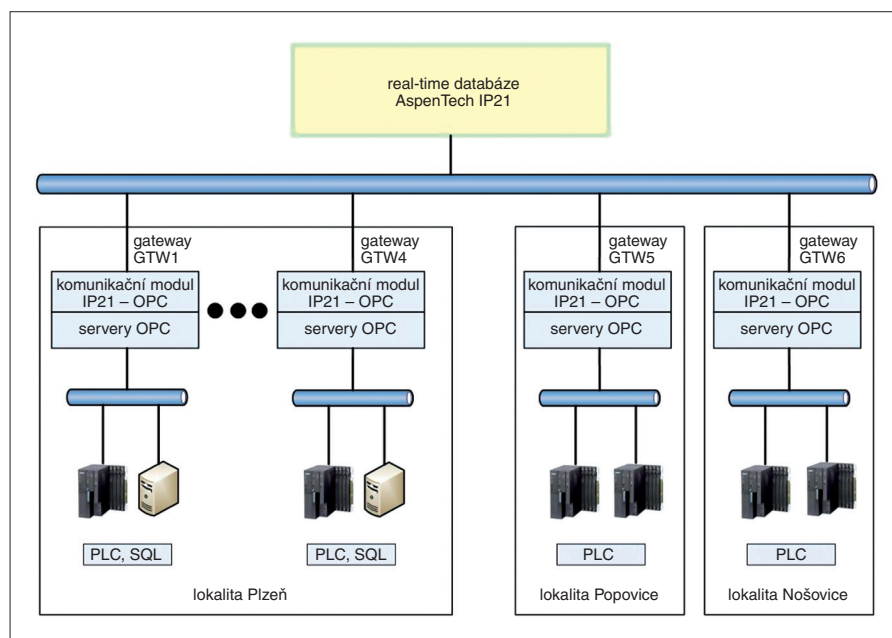 real-time databáze
AspenTech IP21
gateway
GTW1
gateway
GTW4
gateway
GTW5
gateway
GTW6
komunikační modul
IP21 – OPC
servery OPC
komunikační modul
IP21 – OPC
servery OPC
komunikační modul
IP21 – OPC
servery OPC
komunikační modul
IP21 – OPC
servery OPC
PLC, SQL
PLC, SQL
PLC
PLC
lokalita Plzeň
lokalita Popovice
lokalita Nošovice